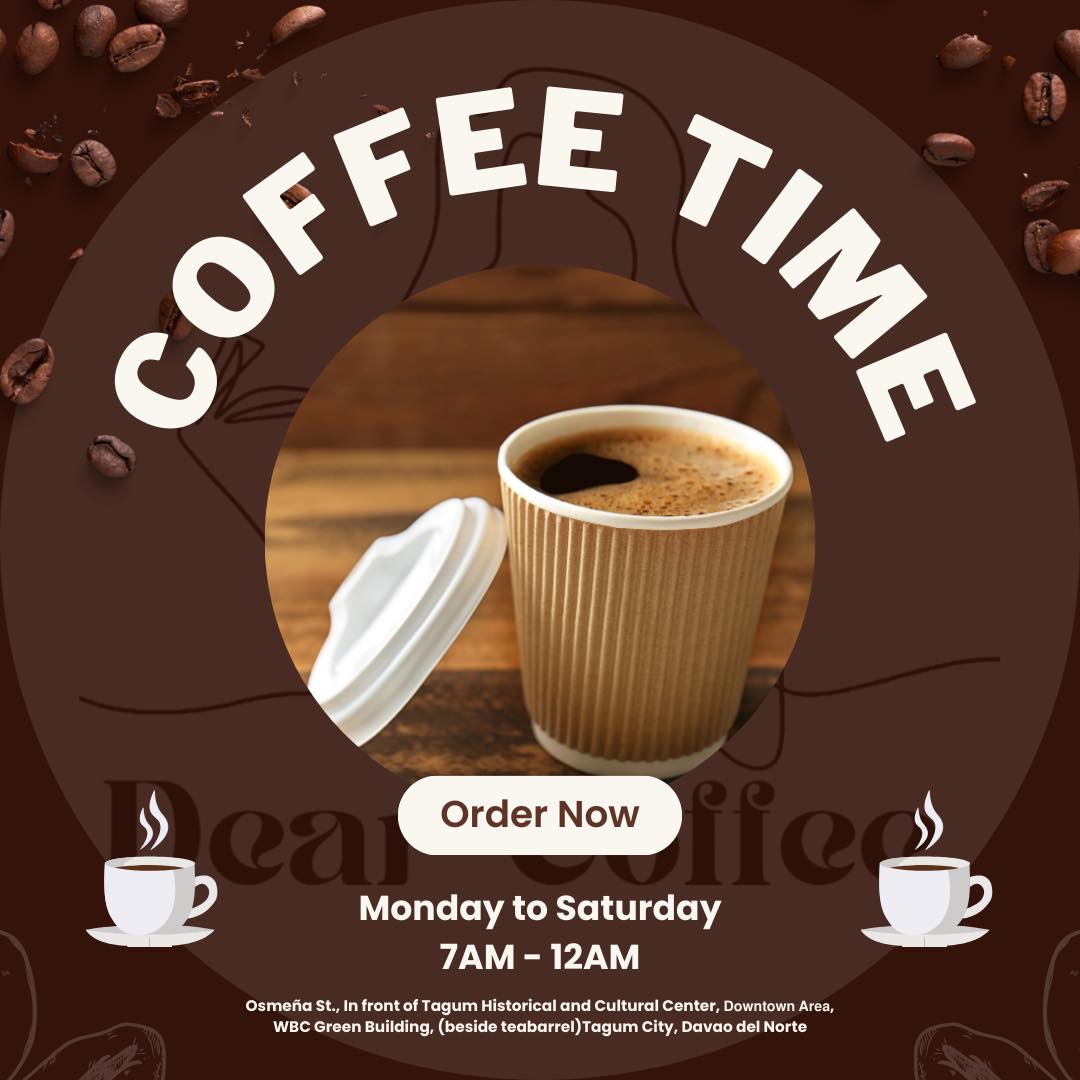 COFFEE TIME
Dear Coffee
Order Now
Monday to Saturday
7AM - 12AM
Osmeña St., In front of Tagum Historical and Cultural Center, Downtown Area,
WBC Green Building, (beside teabarrel)Tagum City, Davao del Norte